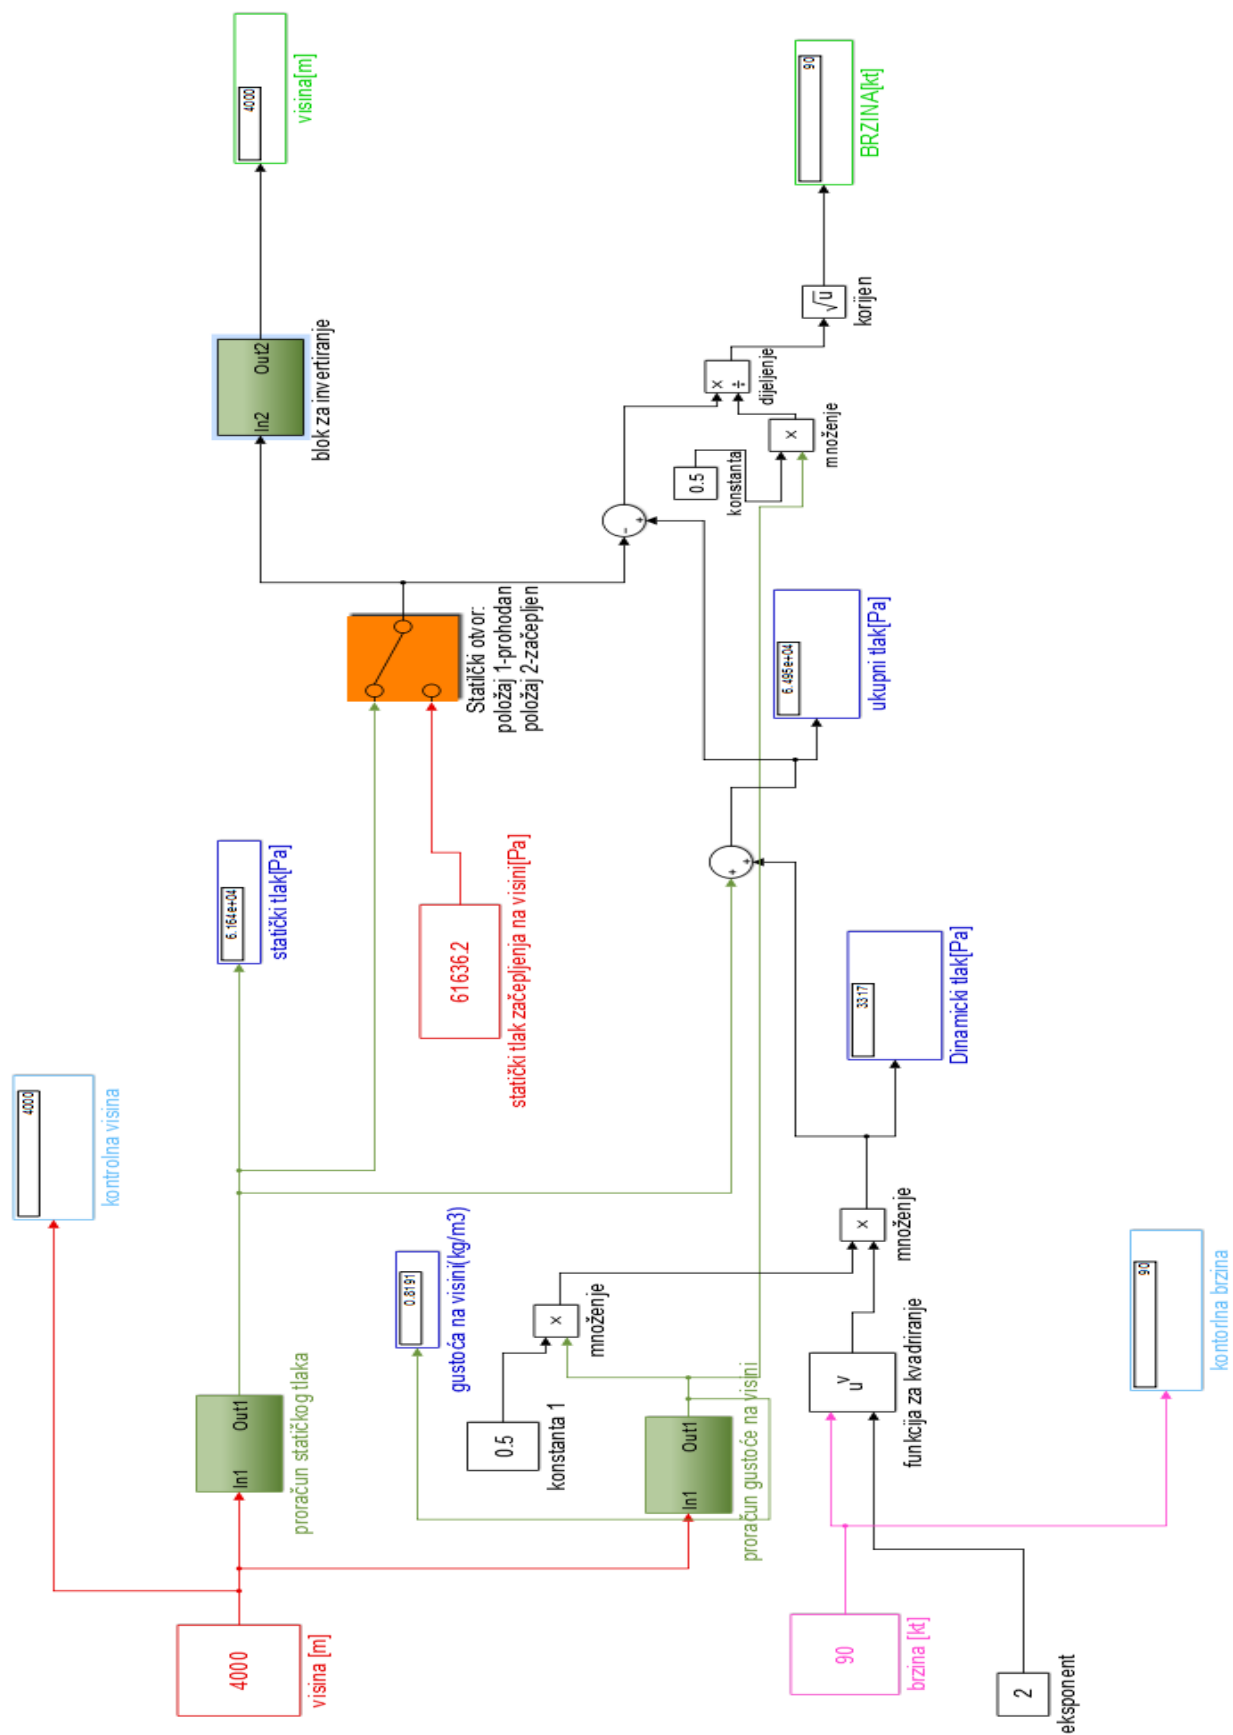 4000
visina [m]
4000
kontrolna visina
In1
Out1
proračun statičkog tlaka
6.164e+04
statički tlak[Pa]
61636.2
statički tlak začepljenja na visini[Pa]
Statilčki otvor:
položaj 1-prohodan
položaj 2-začepljen
In2
Out2
blok za invertiranje
4000
visina[m]
0.8191
gustoća na visini(kg/m3)
0.5
konstanta 1
x
množenje
In1
Out1
proračun gustoće na visini
90
brzina [kt]
2
eksponent
u^v
funkcija za kvadriranje
x
množenje
90
kontorlna brzina
3317
Dinamicki tlak[Pa]
+
+
6.495e+04
ukupni tlak[Pa]
-
+
0.5
konstanta
x
množenje
x
÷
dijeljenje
√u
korijen
90
BRZINA[kt]